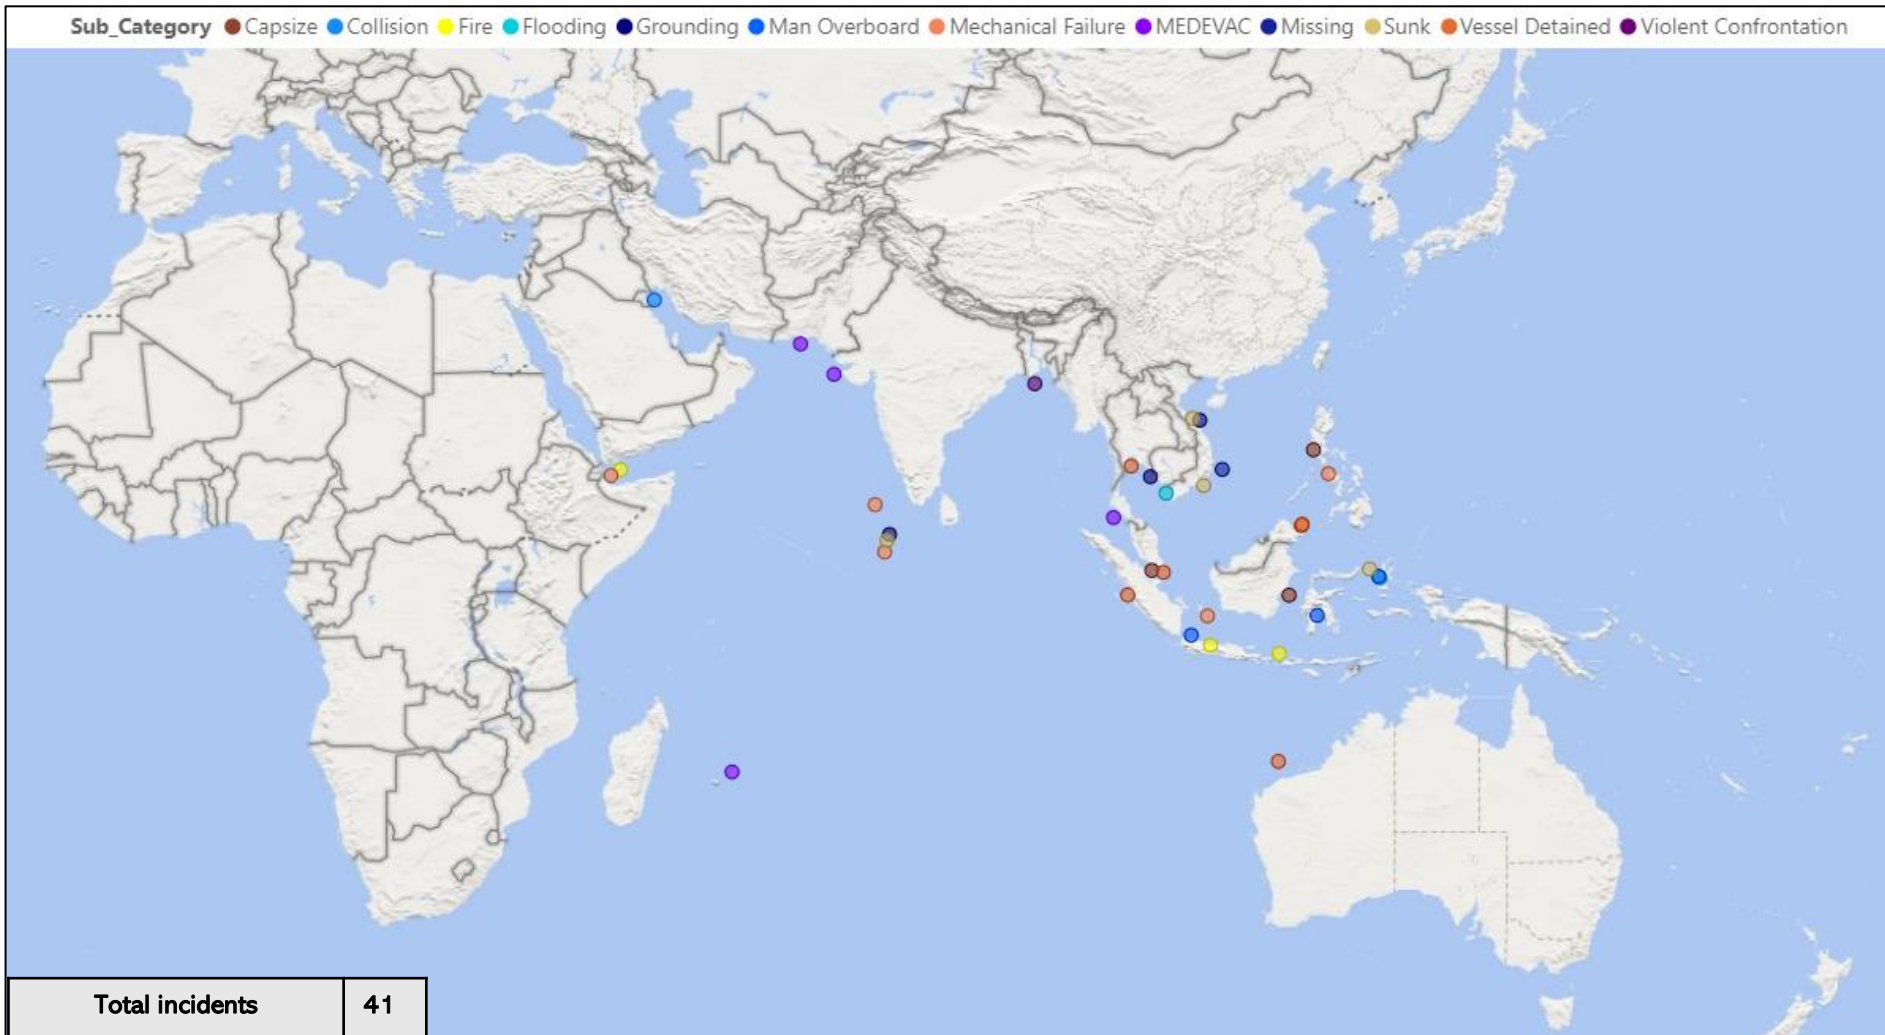 Sub_Category Capsize Collision Fire Flooding Grounding Man Overboard Mechanical Failure MEDEVAC Missing Sunk Vessel Detained Violent Confrontation
Total incidents 41